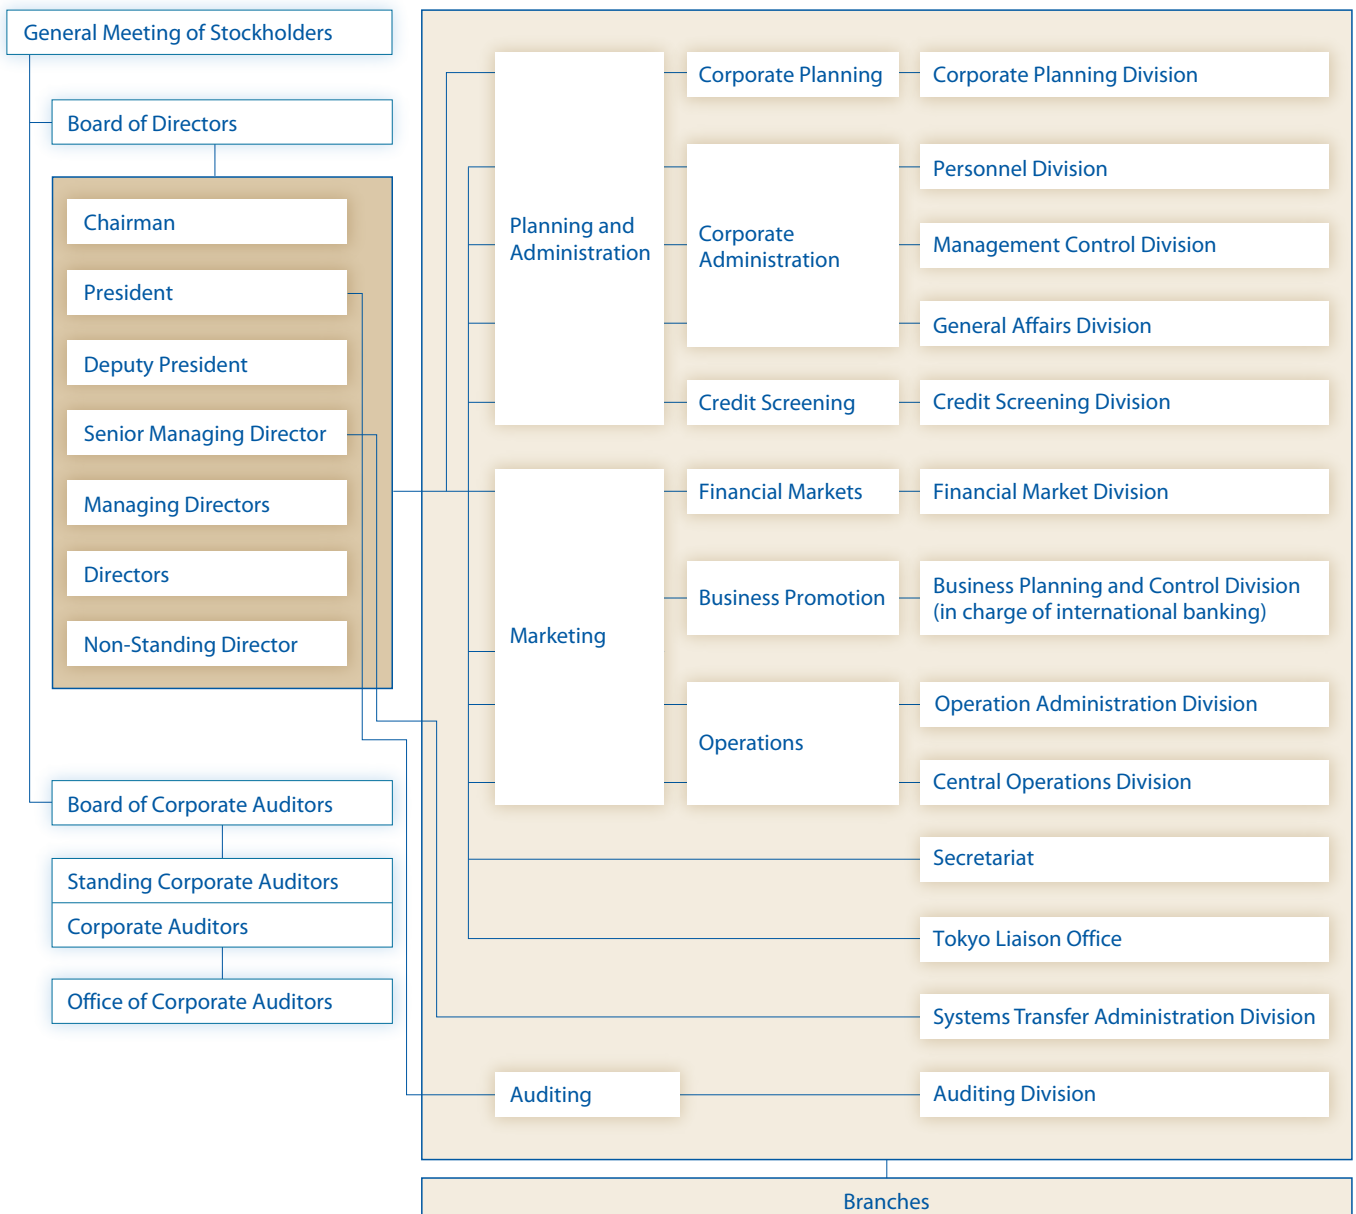 General Meeting of Stockholders
Board of Directors
Chairman
President
Deputy President
Senior Managing Director
Managing Directors
Directors
Non-Standing Director
Board of Corporate Auditors
Standing Corporate Auditors
Corporate Auditors
Office of Corporate Auditors
Planning and
Administration
Corporate Planning
Corporate Planning Division
Corporate
Administration
Personnel Division
Management Control Division
General Affairs Division
Credit Screening
Credit Screening Division
Marketing
Financial Markets
Financial Market Division
Business Promotion
Business Planning and Control Division
(in charge of international banking)
Operations
Operation Administration Division
Central Operations Division
Secretariat
Tokyo Liaison Office
Systems Transfer Administration Division
Auditing
Auditing Division
Branches